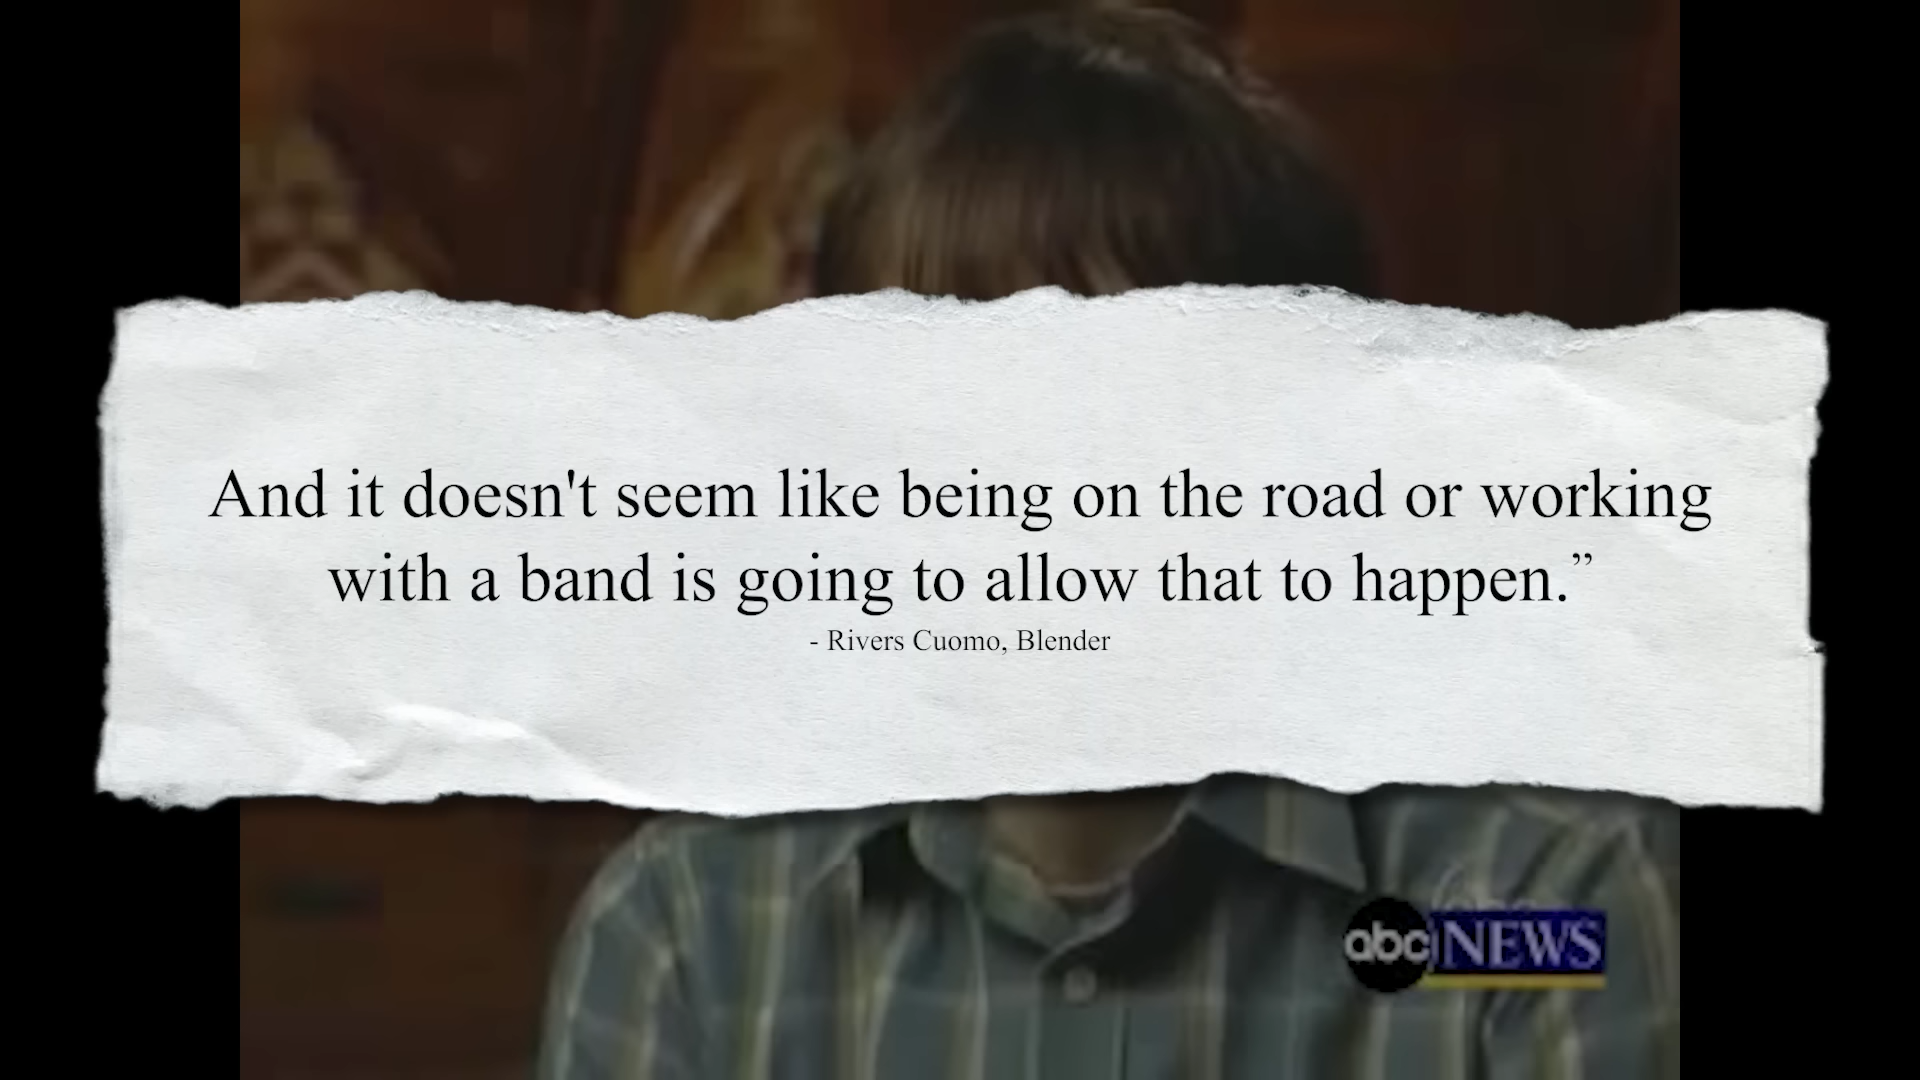 And it doesn't seem like being on the road or working
with a band is going to allow that to happen.”
- Rivers Cuomo, Blender
abc NEWS